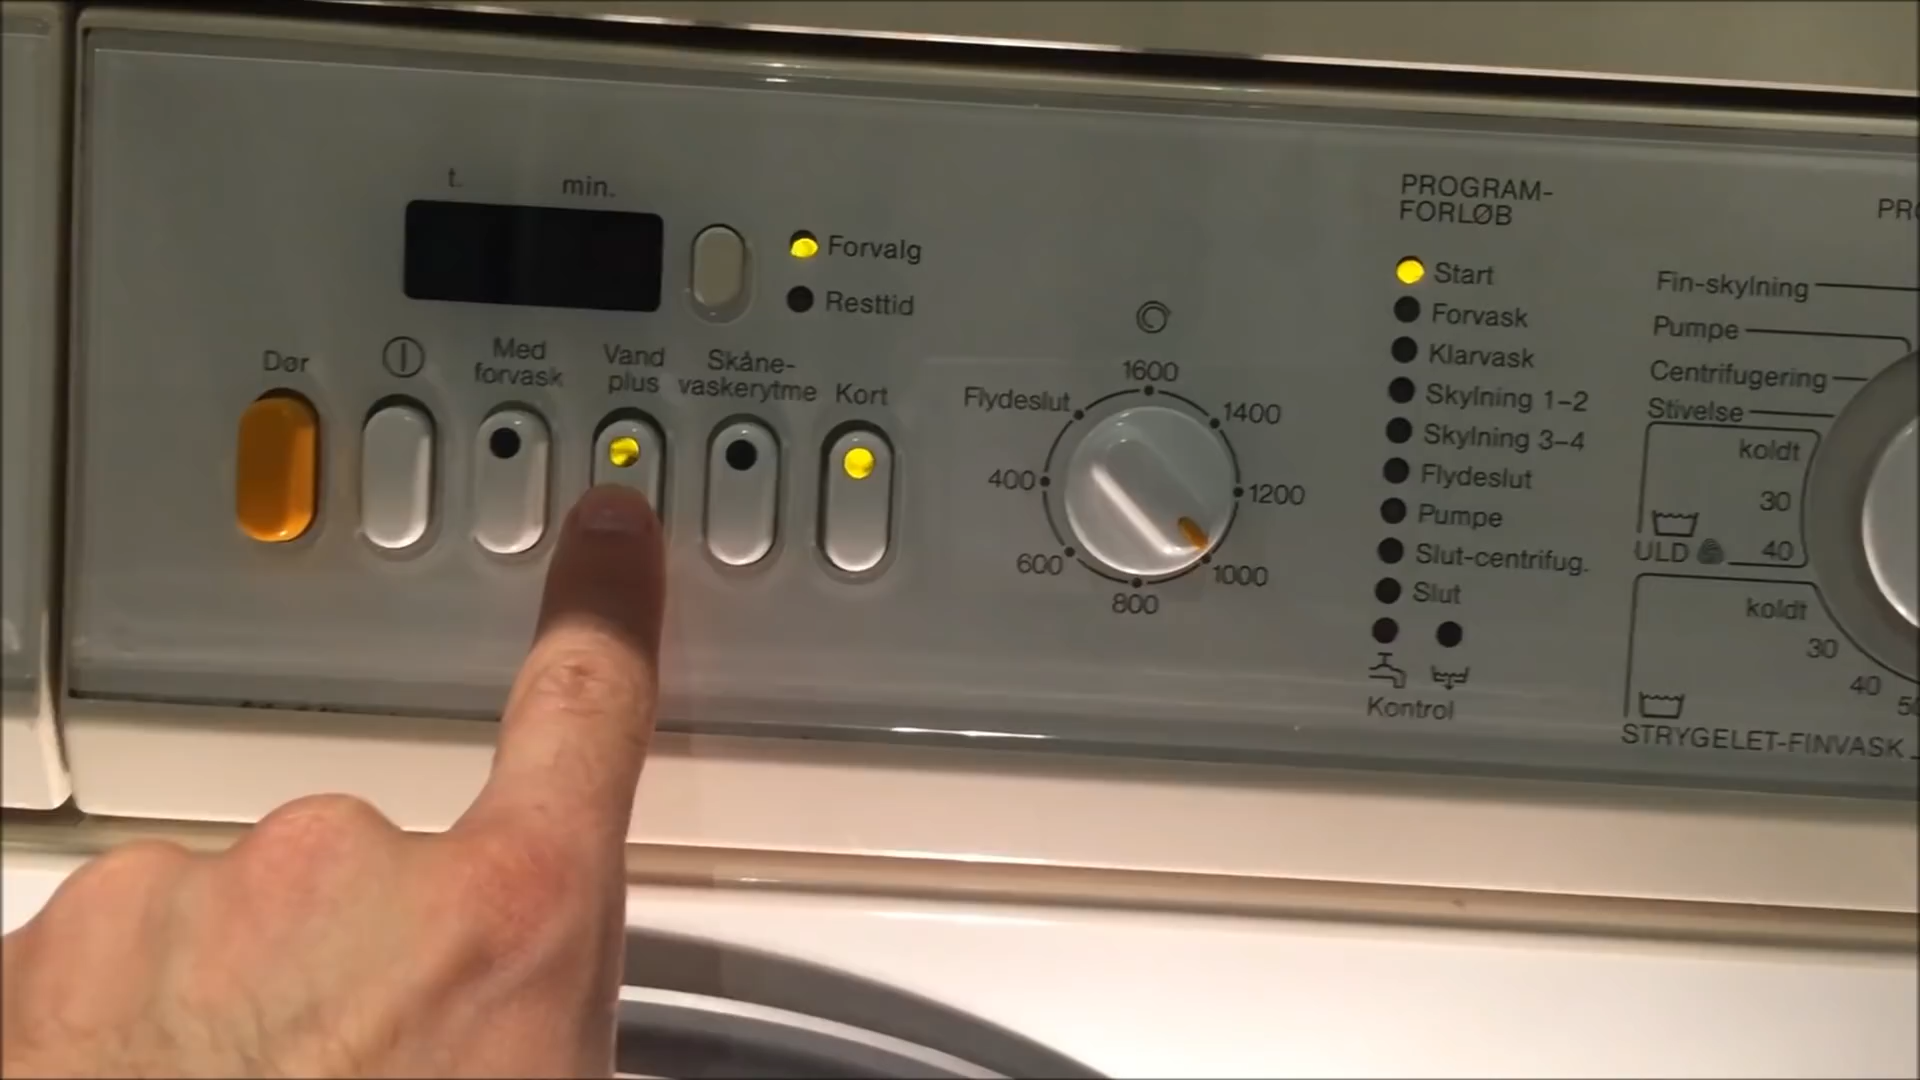 t.
min.
Forvalg
Resttid
Dør
Med
forvask
Vand
plus
Skåne-
vaskerytme
Kort
Flydeslut
1600
1400
1200
1000
800
600
400
PROGRAM-
FORLØB
Start
Forvask
Klarvask
Skylning 1–2
Skylning 3–4
Flydeslut
Pumpe
Slut-centrifug.
Slut
Kontrol
Fin-skylning
Pumpe
Centrifugering
Stivelse
koldt
30
40
ULD
koldt
30
40
STRYGELET-FINVASK